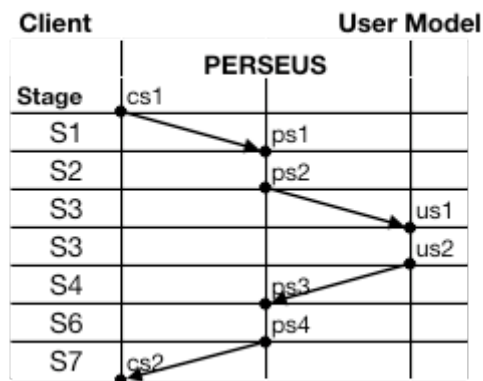 Client User Model
PERSEUS
Stage cs1
S1 ps1
S2 ps2
S3 us1
S3 us2
S4 ps3
S6 ps4
S7 cs2